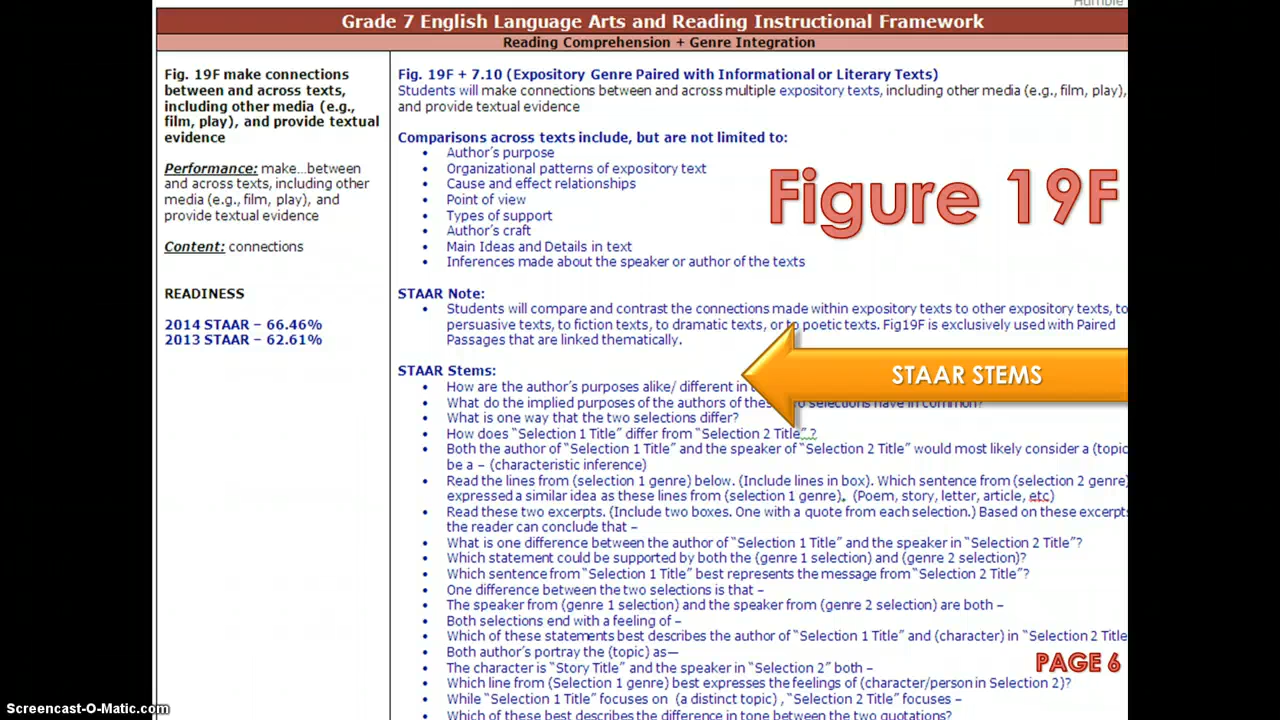 Humble
Grade 7 English Language Arts and Reading Instructional Framework
Reading Comprehension + Genre Integration
Fig. 19F make connections
between and across texts,
including other media (e.g.,
film, play), and provide textual
evidence
Performance: make…between
and across texts, including other
media (e.g., film, play), and
provide textual evidence
Content: connections
READINESS
2014 STAAR – 66.46%
2013 STAAR – 62.61%
Fig. 19F + 7.10 (Expository Genre Paired with Informational or Literary Texts)
Students will make connections between and across multiple expository texts, including other media (e.g., film, play),
and provide textual evidence
Comparisons across texts include, but are not limited to:
• Author's purpose
• Organizational patterns of expository text
• Cause and effect relationships
• Point of view
• Types of support
• Author's craft
• Main Ideas and Details in text
• Inferences made about the speaker or author of the texts
Figure 19F
STAAR Note:
• Students will compare and contrast the connections made within expository texts to other expository texts, to
persuasive texts, to fiction texts, to dramatic texts, or to poetic texts. Fig19F is exclusively used with Paired
Passages that are linked thematically.
STAAR Stems:
STAAR STEMS
• How are the author's purposes alike/ different in
• What do the implied purposes of the authors of these two selections have in common?
• What is one way that the two selections differ?
• How does "Selection 1 Title" differ from "Selection 2 Title" ?
• Both the author of "Selection 1 Title" and the speaker of "Selection 2 Title" would most likely consider a (topic
be a – (characteristic inference)
• Read the lines from (selection 1 genre) below. (Include lines in box). Which sentence from (selection 2 genre)
expressed a similar idea as these lines from (selection 1 genre). (Poem, story, letter, article, etc)
• Read these two excerpts. (Include two boxes. One with a quote from each selection.) Based on these excerpts
the reader can conclude that –
• What is one difference between the author of "Selection 1 Title" and the speaker in "Selection 2 Title"?
• Which statement could be supported by both the (genre 1 selection) and (genre 2 selection)?
• Which sentence from "Selection 1 Title" best represents the message from "Selection 2 Title"?
• One difference between the two selections is that –
• The speaker from (genre 1 selection) and the speaker from (genre 2 selection) are both –
• Both selections end with a feeling of –
• Which of these statements best describes the author of "Selection 1 Title" and (character) in "Selection 2 Title
• Both author's portray the (topic) as—
• The character is "Story Title" and the speaker in "Selection 2" both –
• Which line from (Selection 1 genre) best expresses the feelings of (character/person in Selection 2)?
• While "Selection 1 Title" focuses on (a distinct topic) , "Selection 2 Title" focuses –
• Which of these best describes the difference in tone between the two quotations?
PAGE 6
Screencast-O-Matic.com